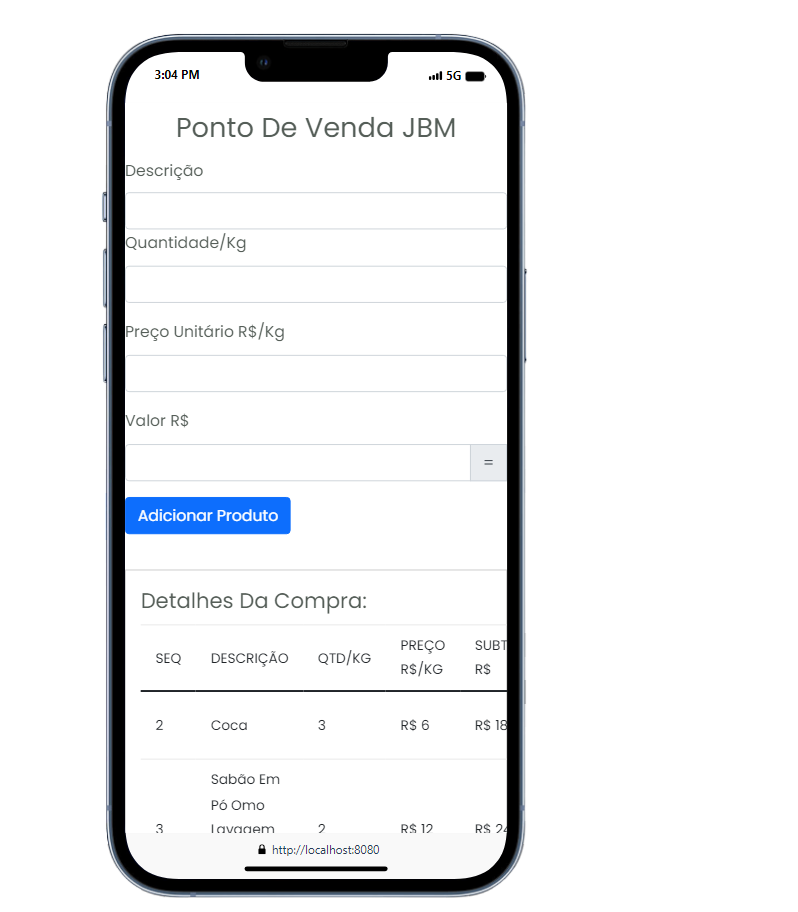 3:04 PM 5G
Ponto De Venda JBM
Descrição
Quantidade/Kg
Preço Unitário R$/Kg
Valor R$
=
Adicionar Produto
Detalhes Da Compra:
SEQ DESCRIÇÃO QTD/KG PREÇO R$/KG SUBT R$
2 Coca 3 R$ 6 R$ 18
Sabão Em
Pó Omo
3 Lavagem 2 R$ 12 R$ 24
http://localhost:8080